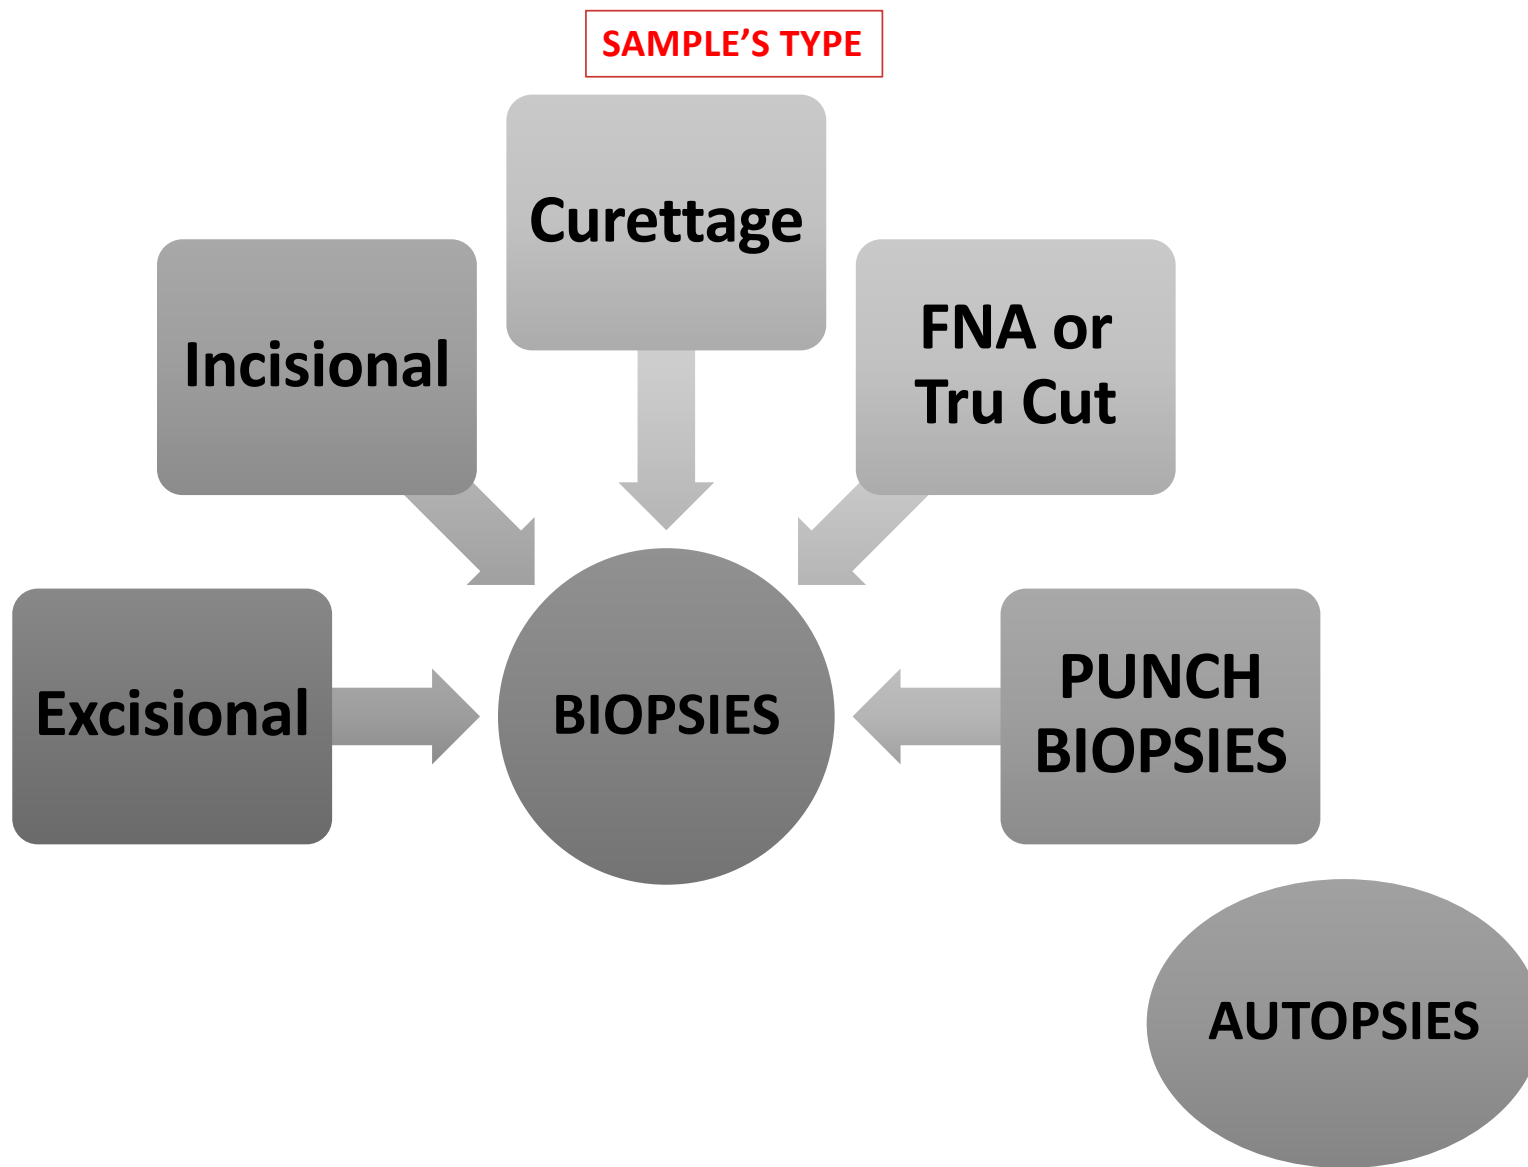 SAMPLE’S TYPE
Curettage
Incisional
FNA or
Tru Cut
Excisional
BIOPSIES
PUNCH
BIOPSIES
AUTOPSIES